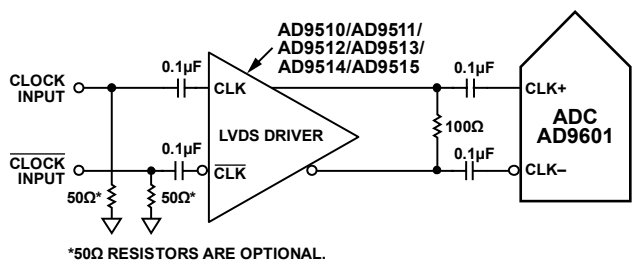 AD9510/AD9511/
AD9512/AD9513/
AD9514/AD9515
0.1µF
0.1µF
CLOCK
INPUT
CLK
CLK+
ADC
AD9601
LVDS DRIVER
100Ω
0.1µF
0.1µF
CLOCK
INPUT
CLK
CLK–
50Ω*
50Ω*
*50Ω RESISTORS ARE OPTIONAL.